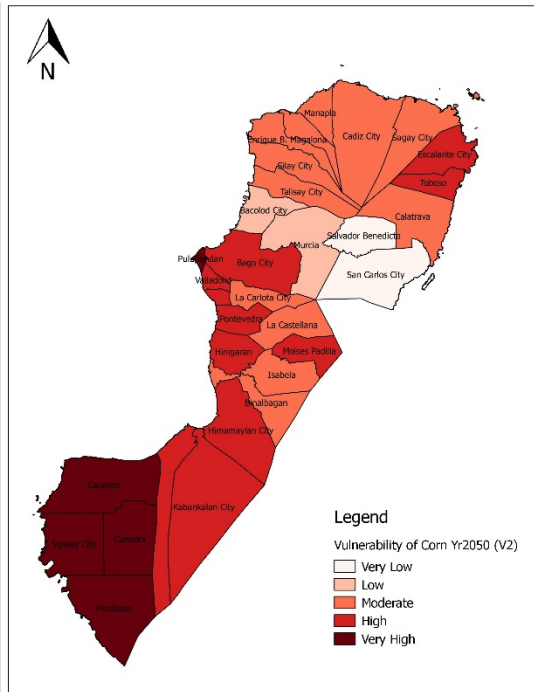 N
Manapla
Cadiz City
Sagay City
Enrique B. Magalona
Escalante City
Silay City
Toboso
Talisay City
Bacolod City
Calatrava
Salvador Benedicto
Murcia
Pulupandan
Bago City
San Carlos City
Valladolid
La Carlota City
Pontevedra
La Castellana
Hinigaran
Moises Padilla
Isabela
Binalbagan
Himamaylan City
Cauayan
Kabankalan City
Sipalay City
Candoni
Hinobaan
Legend
Vulnerability of Corn Yr2050 (V2)
Very Low
Low
Moderate
High
Very High